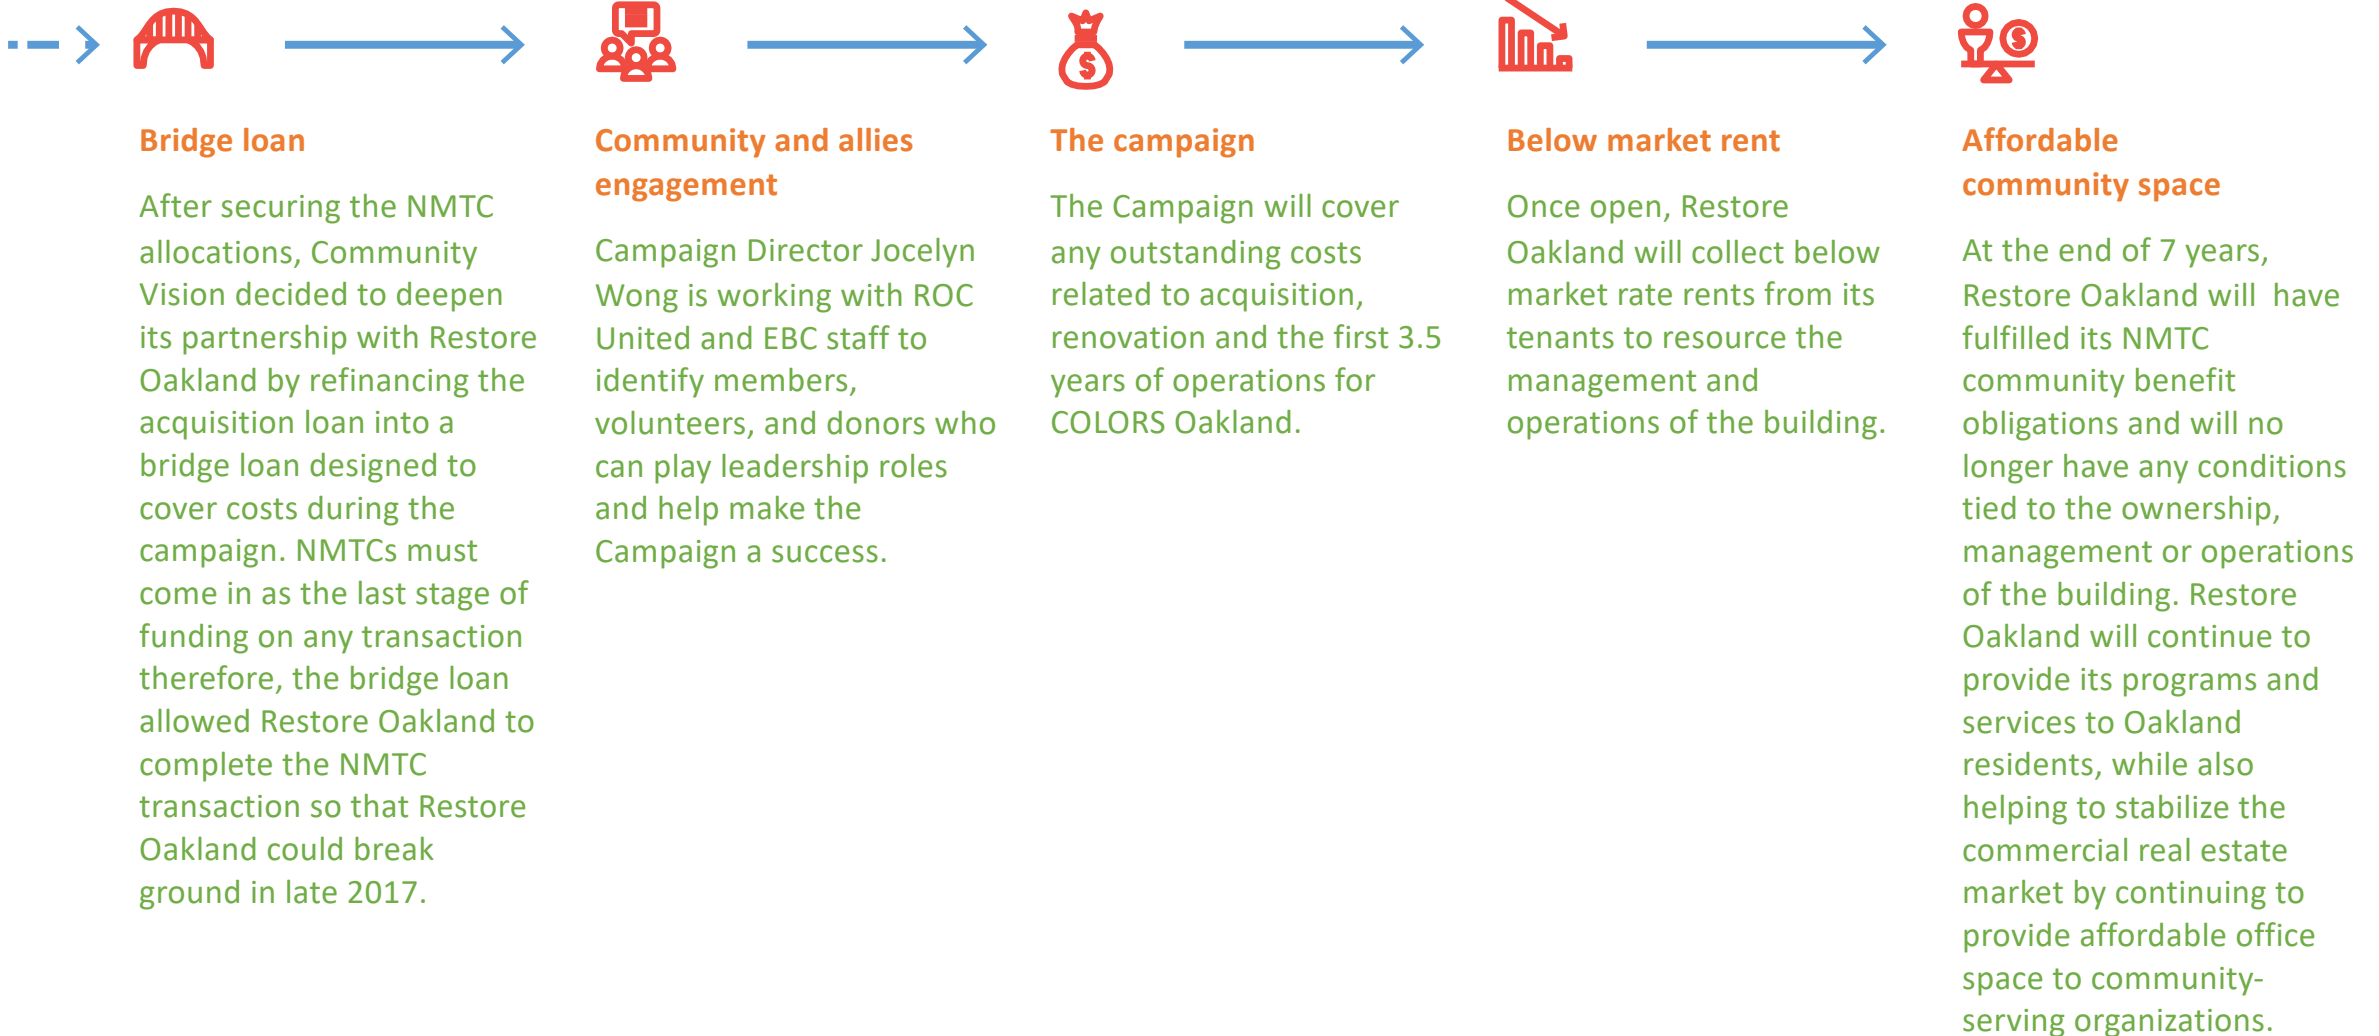 Bridge loan
After securing the NMTC
allocations, Community
Vision decided to deepen
its partnership with Restore
Oakland by refinancing the
acquisition loan into a
bridge loan designed to
cover costs during the
campaign. NMTCs must
come in as the last stage of
funding on any transaction
therefore, the bridge loan
allowed Restore Oakland to
complete the NMTC
transaction so that Restore
Oakland could break
ground in late 2017.
Community and allies
engagement
Campaign Director Jocelyn
Wong is working with ROC
United and EBC staff to
identify members,
volunteers, and donors who
can play leadership roles
and help make the
Campaign a success.
$
The campaign
The Campaign will cover
any outstanding costs
related to acquisition,
renovation and the first 3.5
years of operations for
COLORS Oakland.
Below market rent
Once open, Restore
Oakland will collect below
market rate rents from its
tenants to resource the
management and
operations of the building.
$
Affordable
community space
At the end of 7 years,
Restore Oakland will  have
fulfilled its NMTC
community benefit
obligations and will no
longer have any conditions
tied to the ownership,
management or operations
of the building. Restore
Oakland will continue to
provide its programs and
services to Oakland
residents, while also
helping to stabilize the
commercial real estate
market by continuing to
provide affordable office
space to community-
serving organizations.